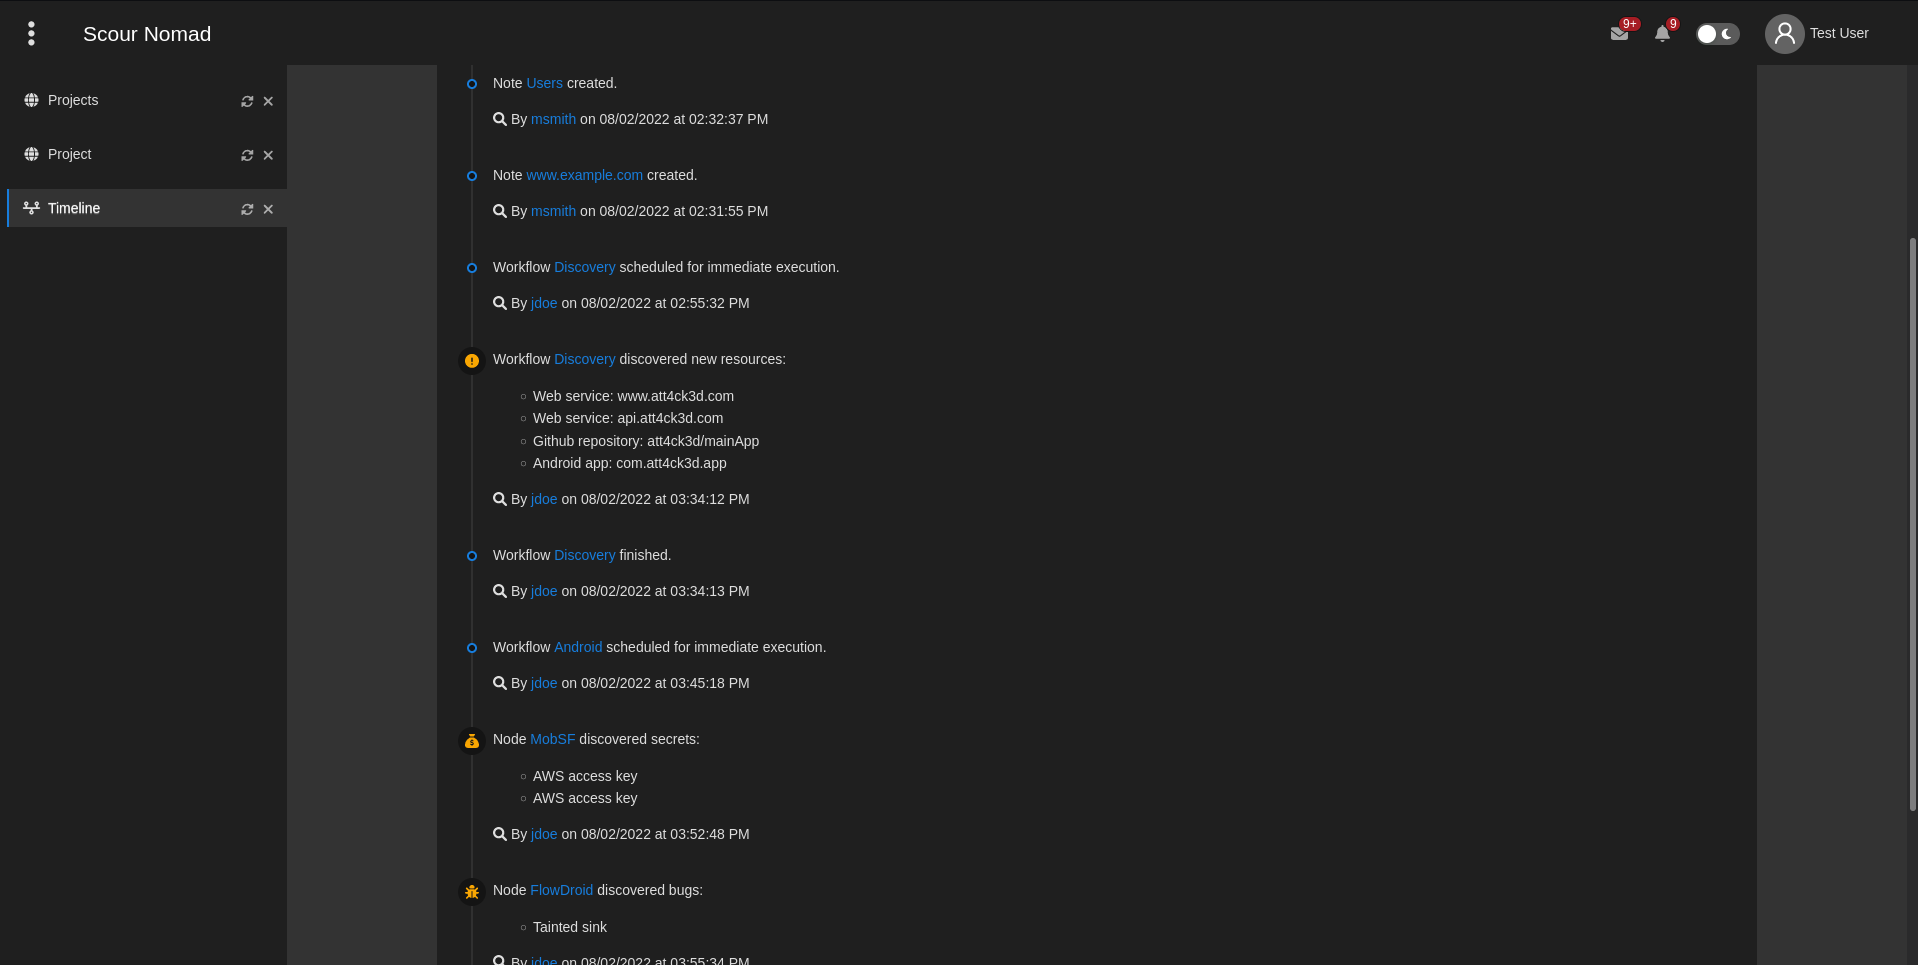 Scour Nomad
9+
9
Test User
Projects
Project
Timeline
Note Users created.
By msmith on 08/02/2022 at 02:32:37 PM
Note www.example.com created.
By msmith on 08/02/2022 at 02:31:55 PM
Workflow Discovery scheduled for immediate execution.
By jdoe on 08/02/2022 at 02:55:32 PM
Workflow Discovery discovered new resources:
Web service: www.att4ck3d.com
Web service: api.att4ck3d.com
Github repository: att4ck3d/mainApp
Android app: com.att4ck3d.app
By jdoe on 08/02/2022 at 03:34:12 PM
Workflow Discovery finished.
By jdoe on 08/02/2022 at 03:34:13 PM
Workflow Android scheduled for immediate execution.
By jdoe on 08/02/2022 at 03:45:18 PM
Node MobSF discovered secrets:
AWS access key
AWS access key
By jdoe on 08/02/2022 at 03:52:48 PM
Node FlowDroid discovered bugs:
Tainted sink
By jdoe on 08/02/2022 at 03:55:34 PM